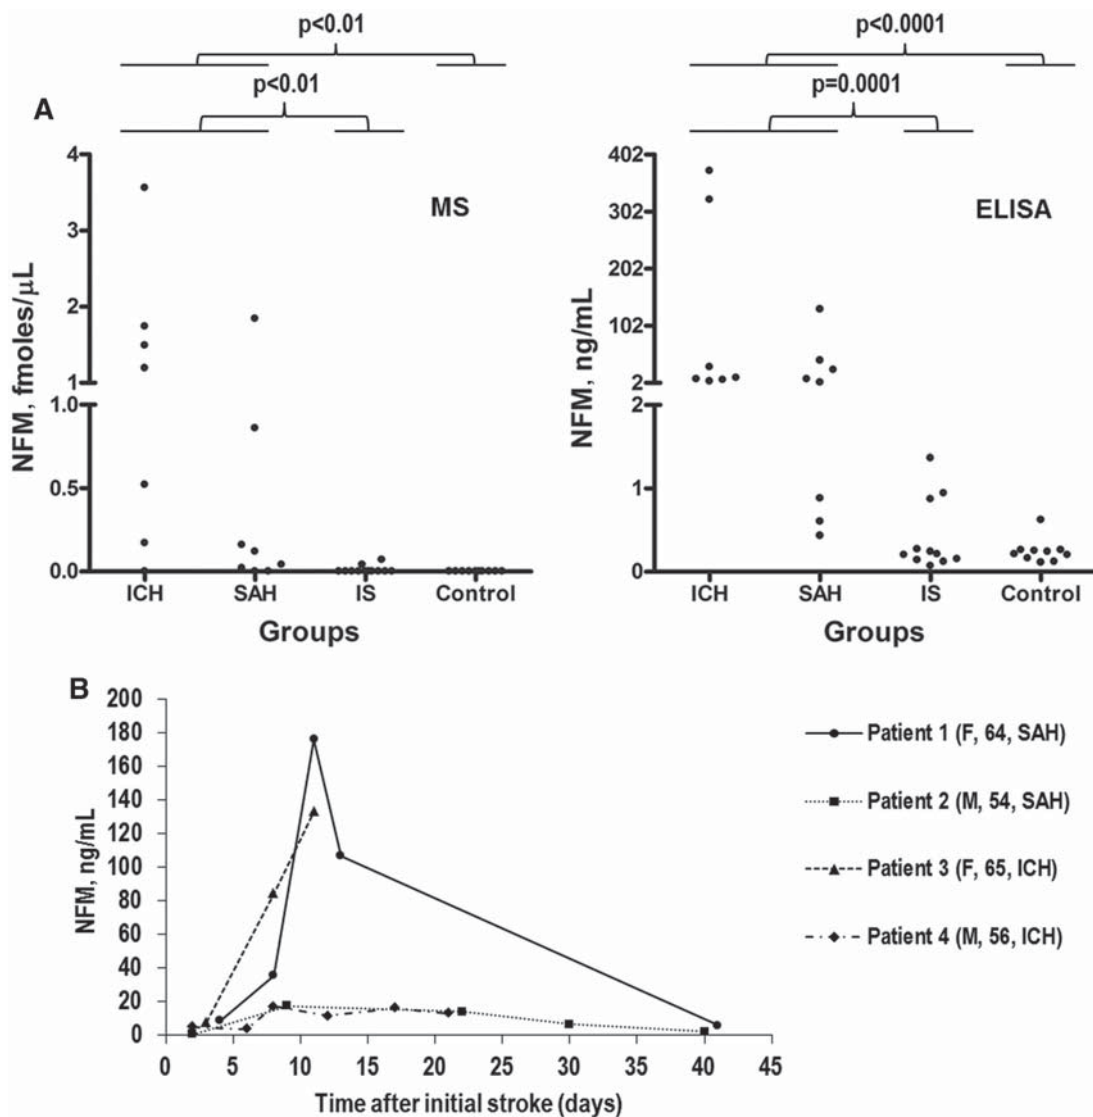 p<0.01
p<0.01
A
4
3
2
1
1.0
0.5
0.0
NFM, fmoles/μL
MS
ICH SAH IS Control
Groups
p<0.0001
p=0.0001
402
302
202
102
2
2
1
0
NFM, ng/mL
ELISA
ICH SAH IS Control
Groups
B
200
180
160
140
120
100
80
60
40
20
0
NFM, ng/mL
0 5 10 15 20 25 30 35 40 45
Time after initial stroke (days)
Patient 1 (F, 64, SAH)
Patient 2 (M, 54, SAH)
Patient 3 (F, 65, ICH)
Patient 4 (M, 56, ICH)